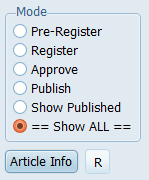 Mode
Pre-Register
Register
Approve
Publish
Show Published
== Show ALL ==
Article Info R